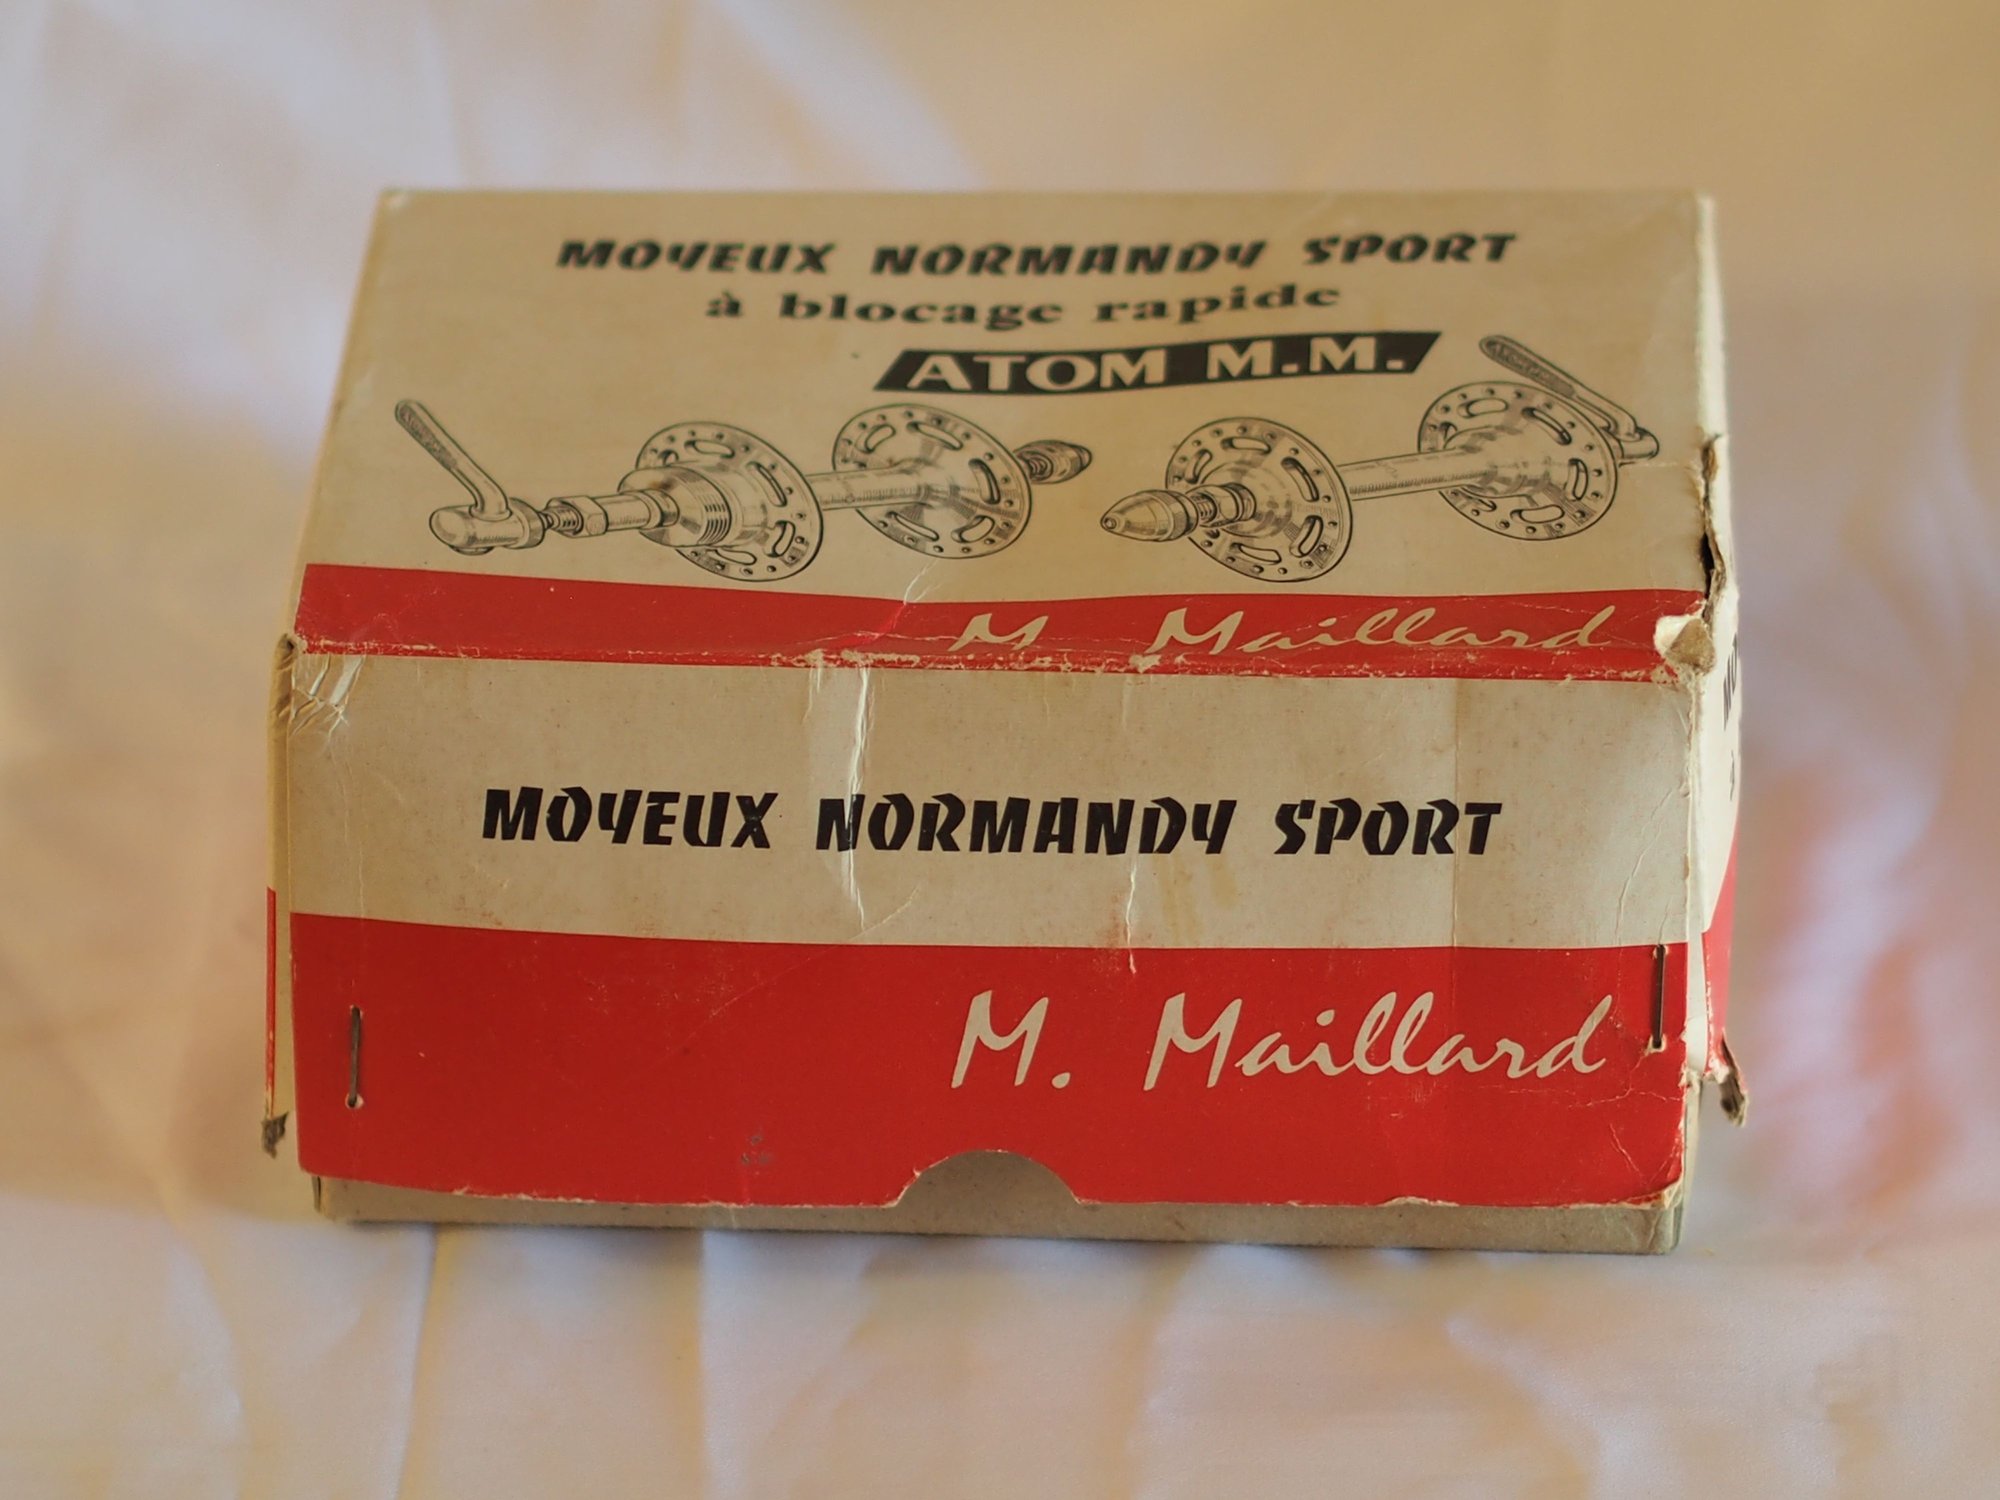 MOYEUX NORMANDY SPORT
à blocage rapide
ATOM M.M.
M. Maillard
MOYEUX NORMANDY SPORT
M. Maillard